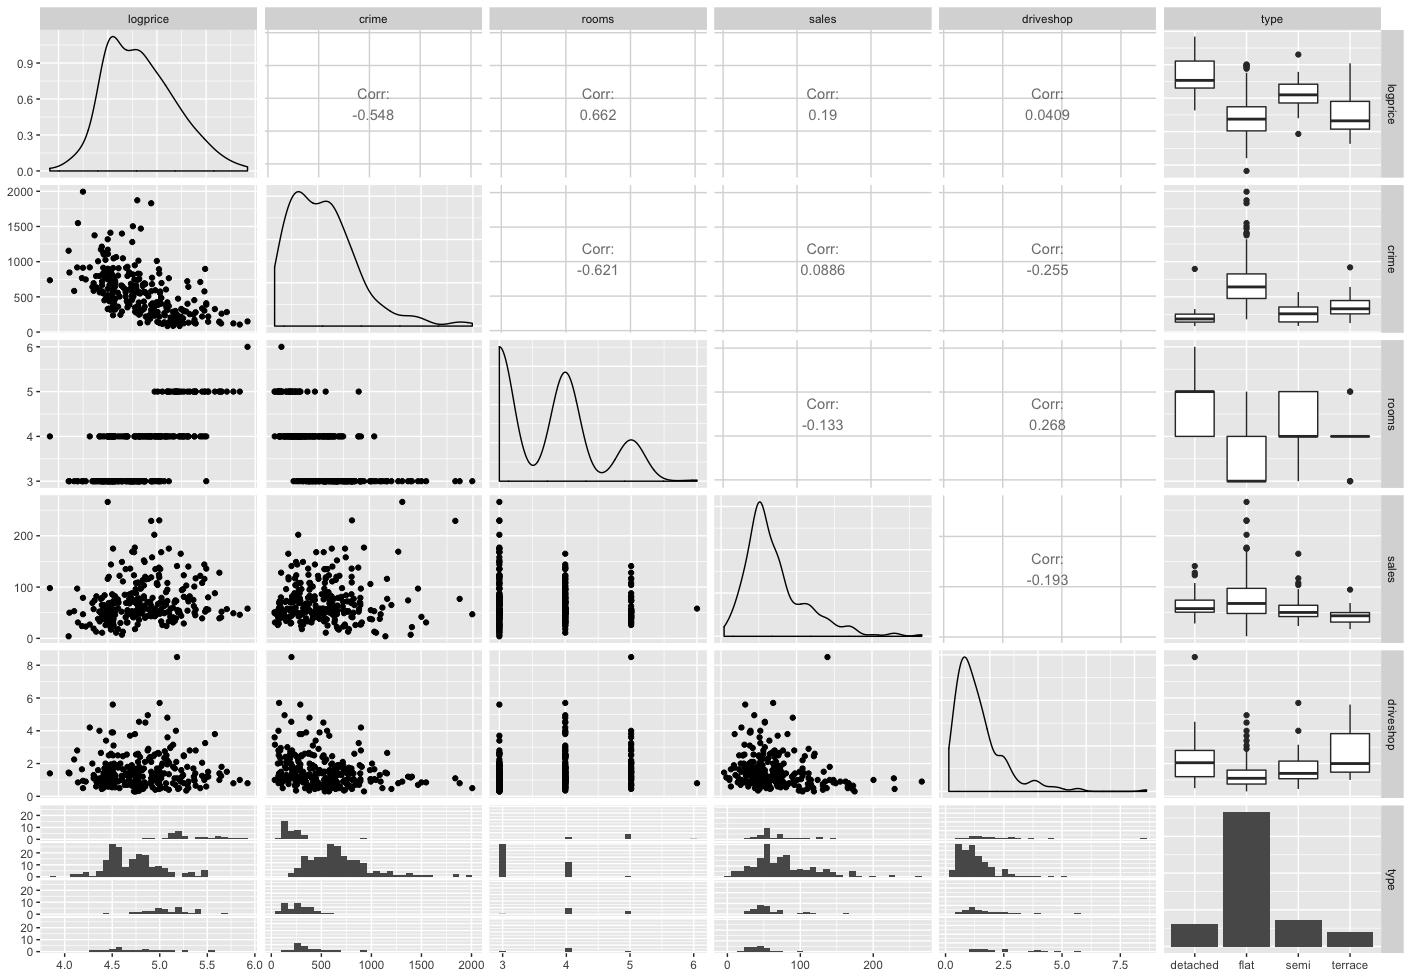 logprice crime rooms sales driveshop type
0.9
0.6
0.3
0.0
Corr:
-0.548
Corr:
0.662
Corr:
0.19
Corr:
0.0409
logprice
2000
1500
1000
500
0
Corr:
-0.621
Corr:
0.0886
Corr:
-0.255
crime
6
5
4
3
Corr:
-0.133
Corr:
0.268
rooms
200
100
0
Corr:
-0.193
sales
8
6
4
2
0
driveshop
20
10
0
20
10
0
20
10
0
20
10
0
type
4.0 4.5 5.0 5.5 6.0 0 500 1000 1500 2000 3 4 5 6 0 100 200 0.0 2.5 5.0 7.5 detached flat semi terrace